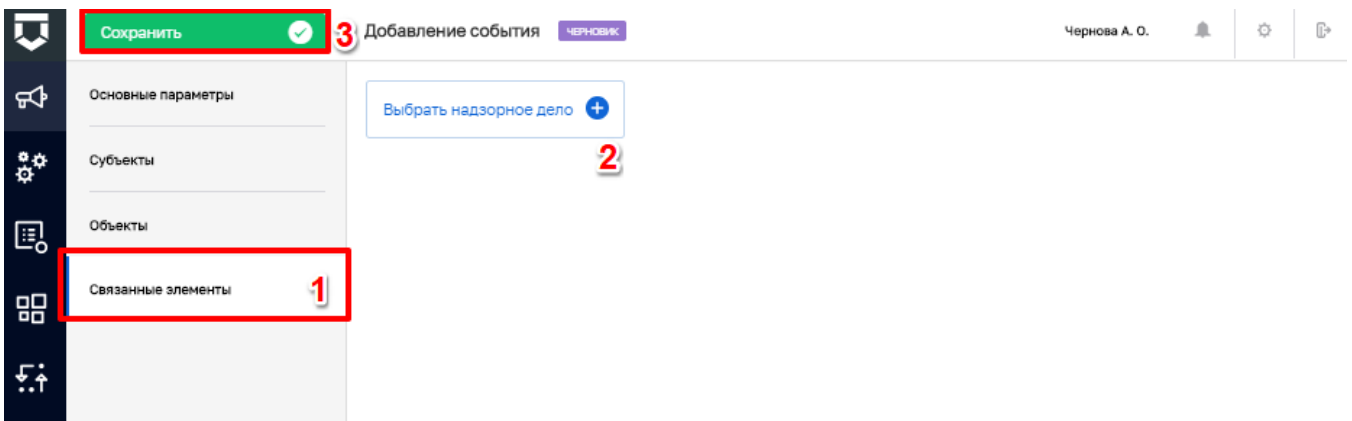 Сохранить
3
Добавление события
ЧЕРНОВИК
Чернова А. О.
Основные параметры
Субъекты
Объекты
Связанные элементы
1
Выбрать надзорное дело
2